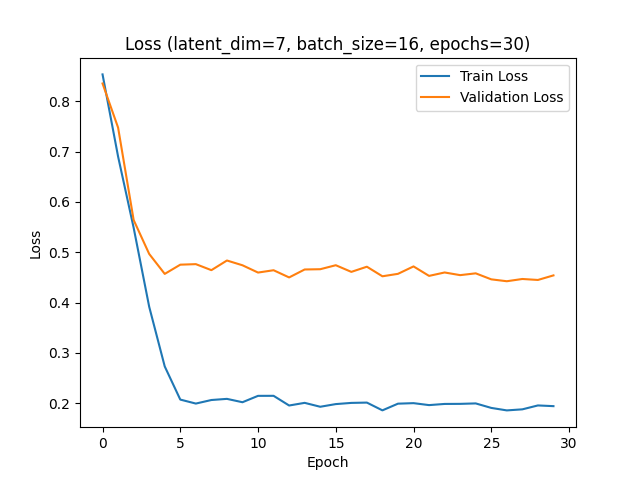 Loss (latent_dim=7, batch_size=16, epochs=30)
Train Loss
Validation Loss
0.8
0.7
0.6
0.5
0.4
0.3
0.2
Loss
0
5
10
15
20
25
30
Epoch